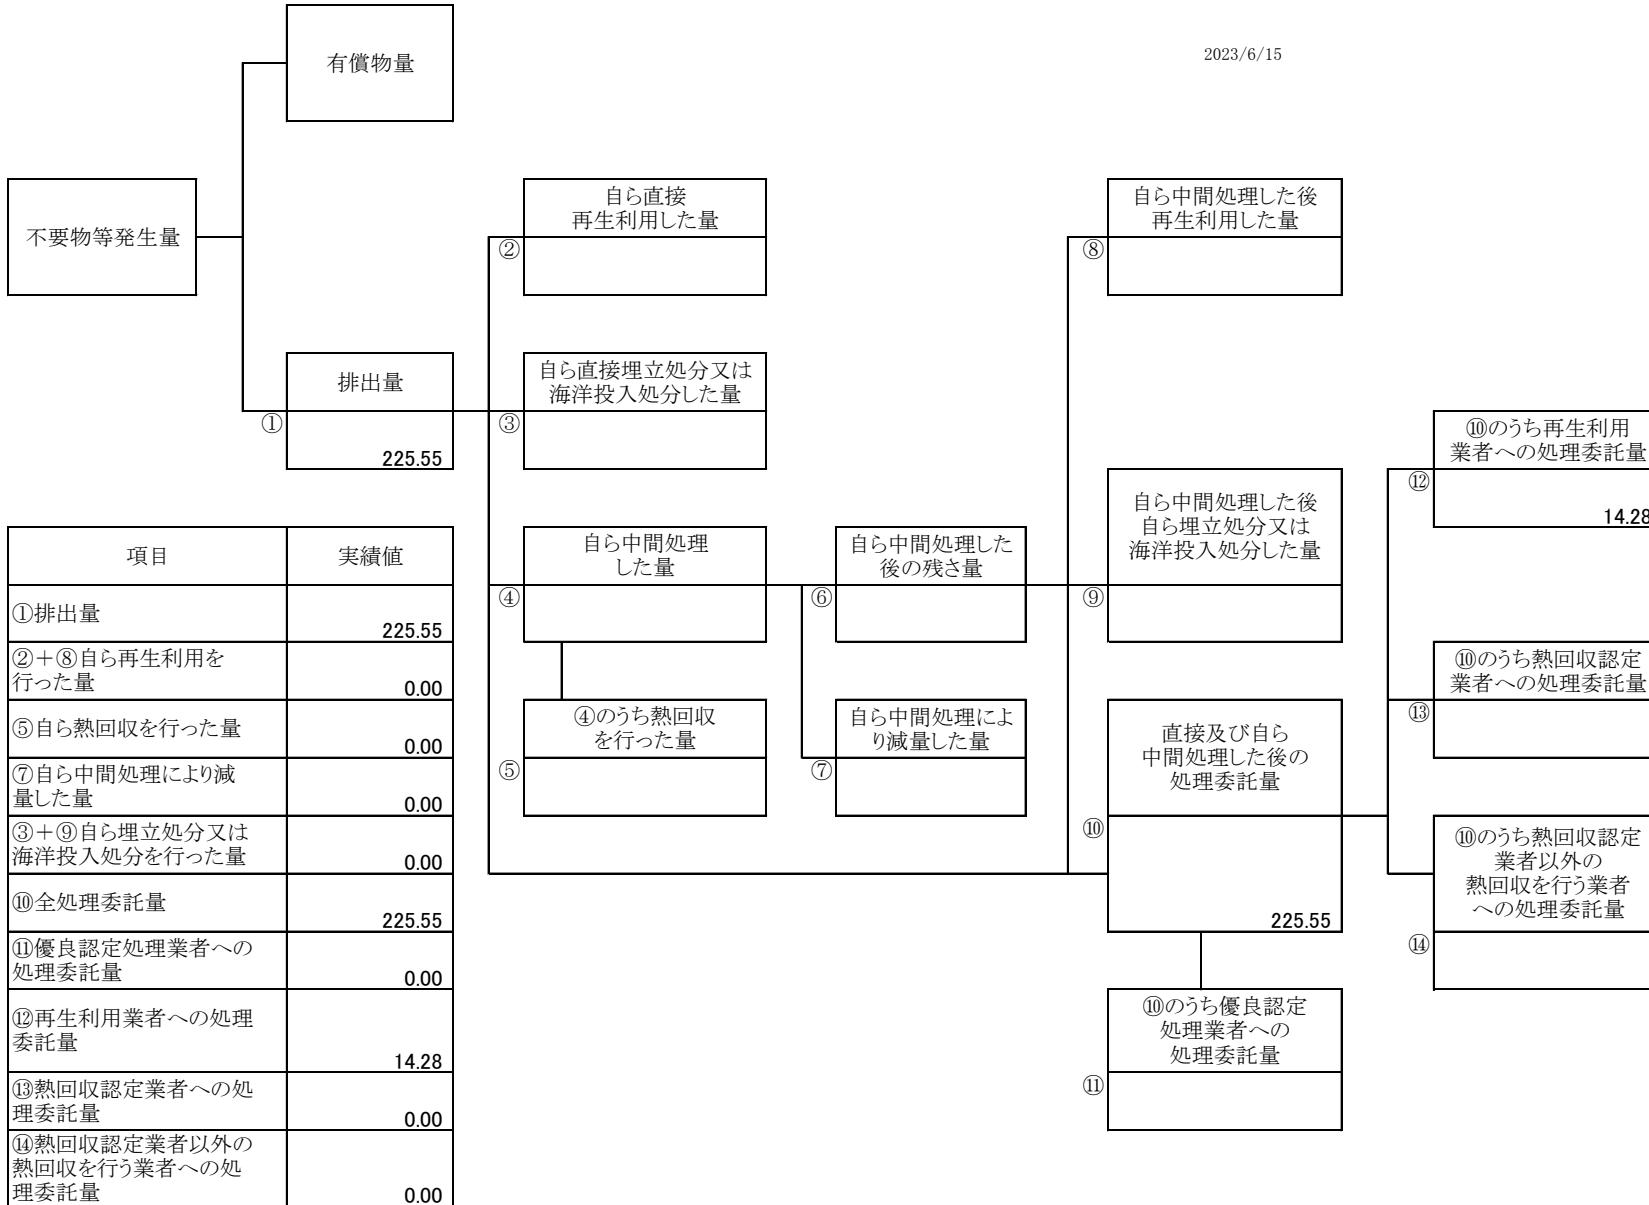 有償物量
2023/6/15
不要物等発生量
自ら直接
再生利用した量
②
自ら中間処理した後
再生利用した量
⑧
排出量
①
225.55
自ら直接埋立処分又は
海洋投入処分した量
③
⑩のうち再生利用
業者への処理委託量
⑫
14.28
自ら中間処理
した量
④
自ら中間処理した
後の残さ量
⑥
自ら中間処理した後
自ら埋立処分又は
海洋投入処分した量
⑨
⑩のうち熱回収認定
業者への処理委託量
⑬
④のうち熱回収
を行った量
⑤
自ら中間処理によ
り減量した量
⑦
直接及び自ら
中間処理した後の
処理委託量
⑩
225.55
⑩のうち熱回収認定
業者以外の
熱回収を行う業者
への処理委託量
⑭
⑩のうち優良認定
処理業者への
処理委託量
⑪
項目
実績値
①排出量
225.55
②＋⑧自ら再生利用を
行った量
0.00
⑤自ら熱回収を行った量
0.00
⑦自ら中間処理により減
量した量
0.00
③＋⑨自ら埋立処分又は
海洋投入処分を行った量
0.00
⑩全処理委託量
225.55
⑪優良認定処理業者への
処理委託量
0.00
⑫再生利用業者への処理
委託量
14.28
⑬熱回収認定業者への処
理委託量
0.00
⑭熱回収認定業者以外の
熱回収を行う業者への処
理委託量
0.00